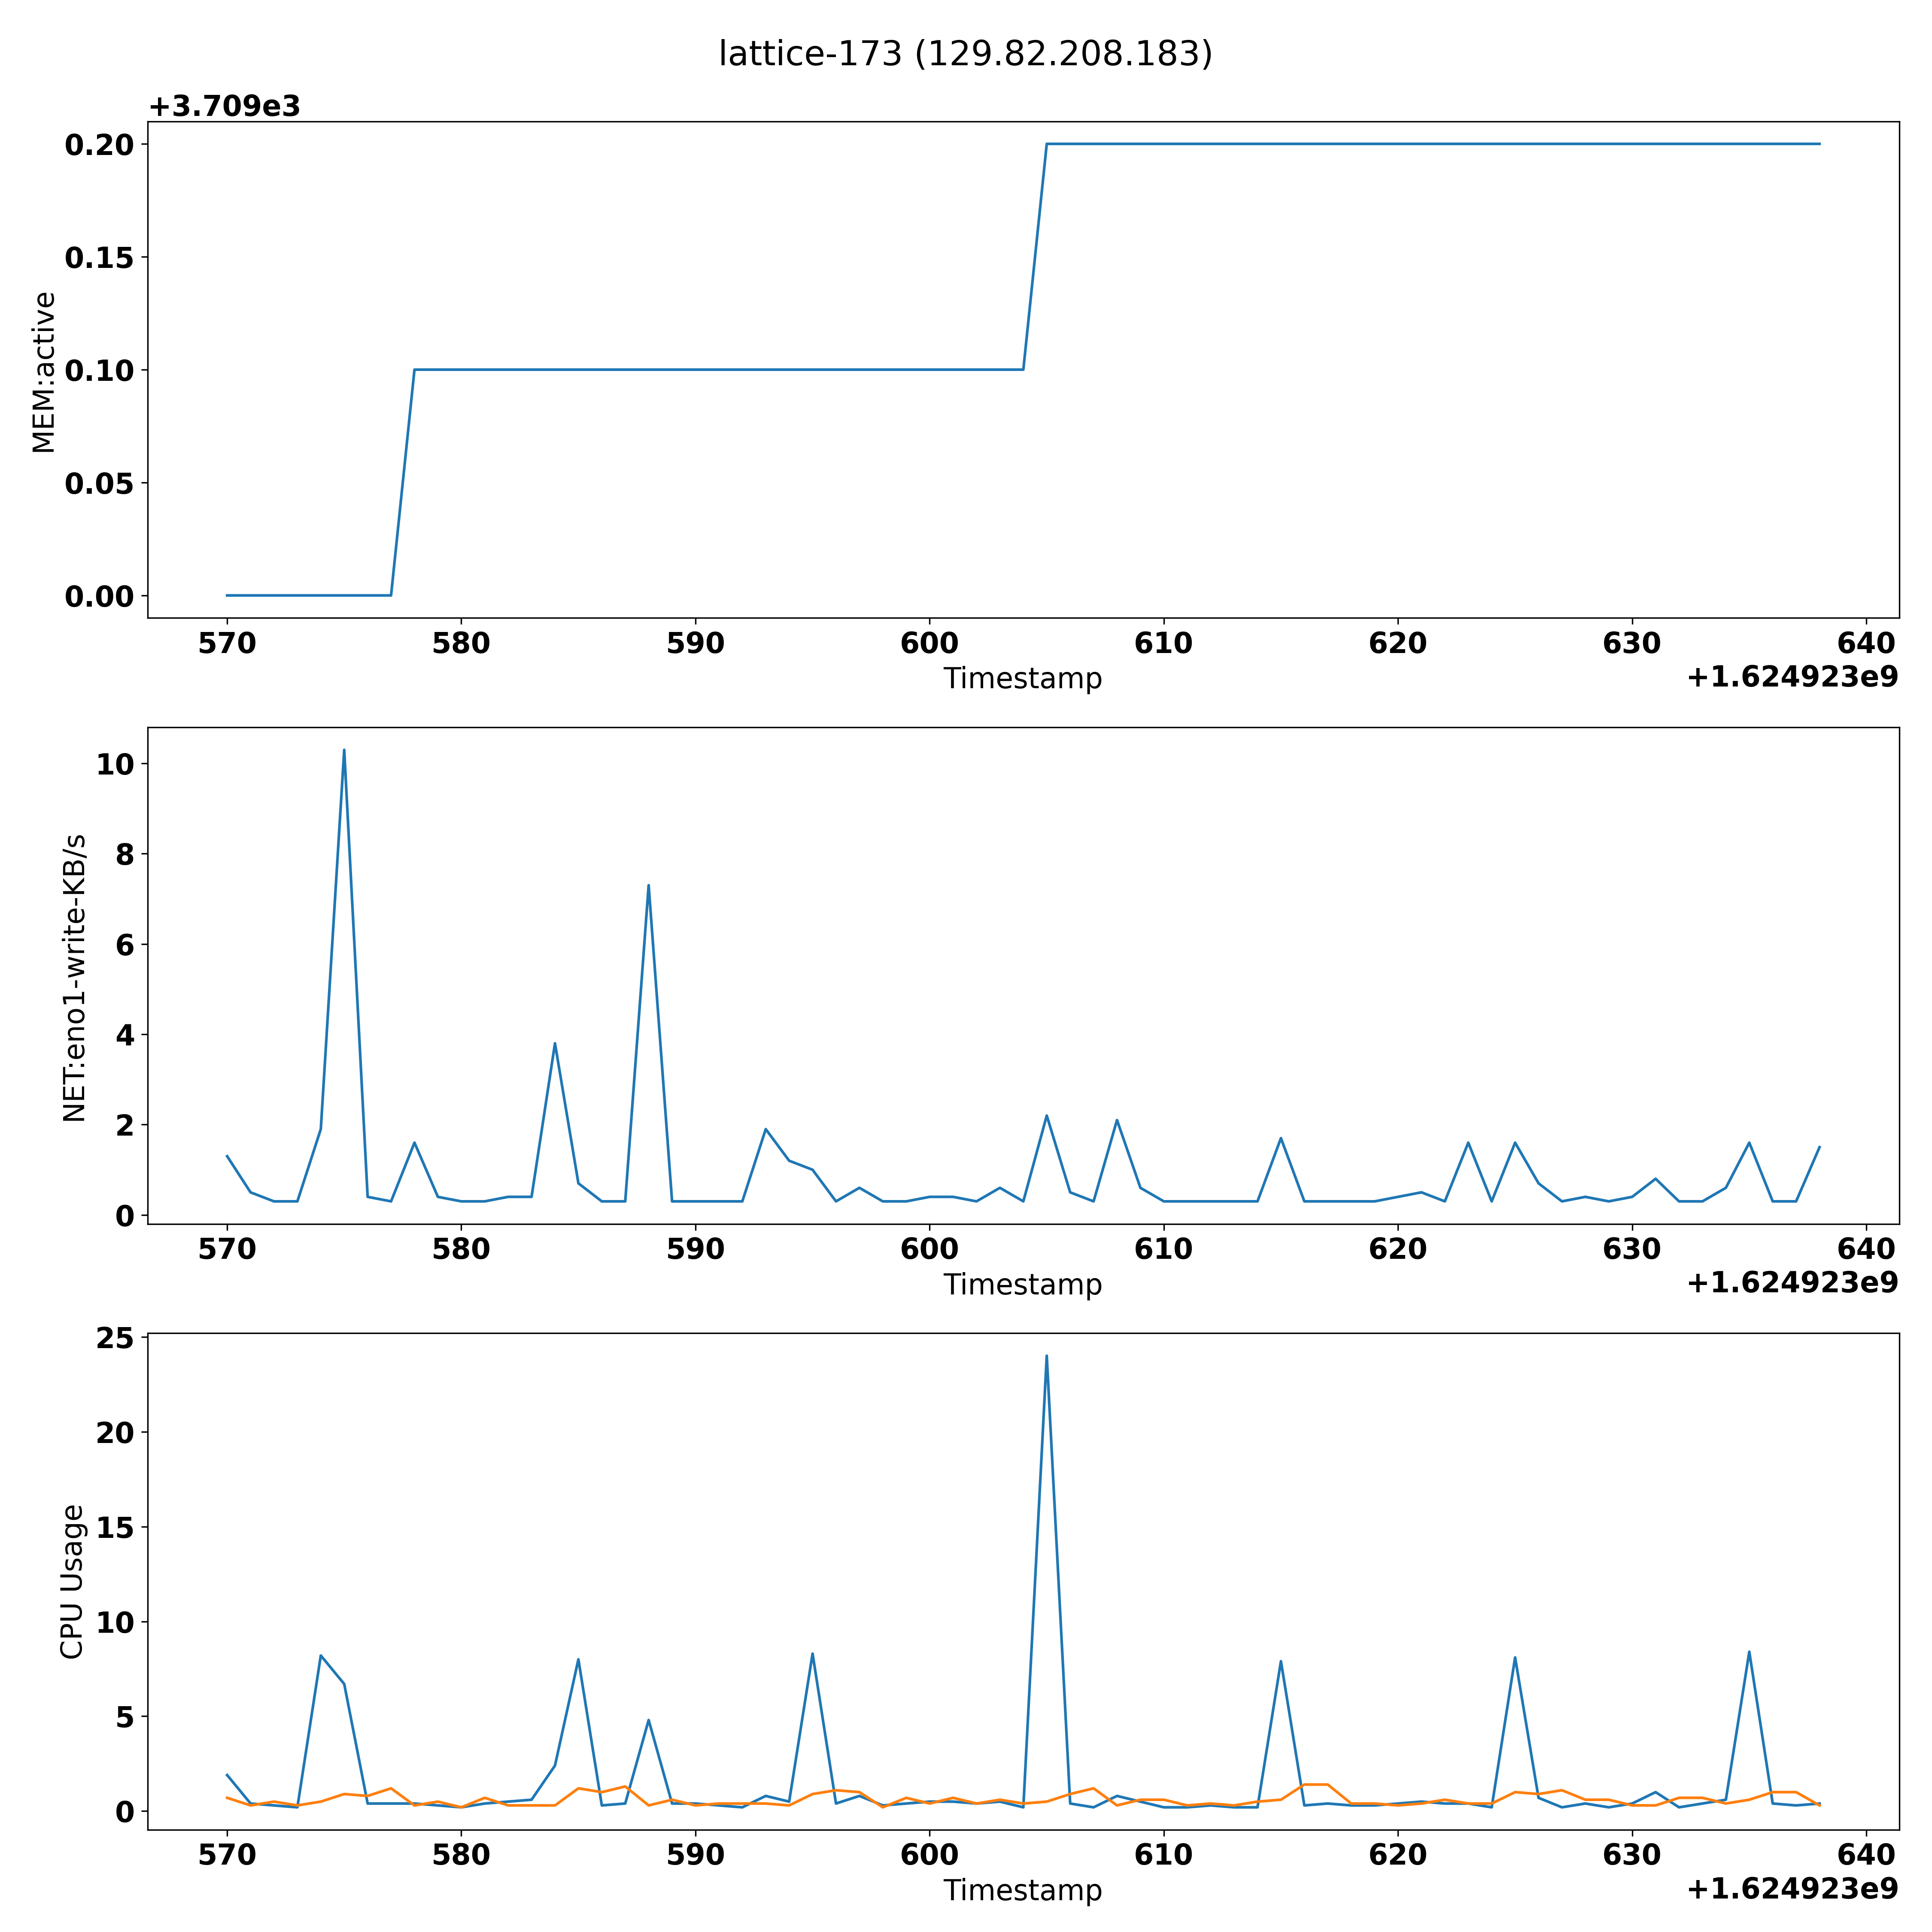 lattice-173 (129.82.208.183)
+3.709e3
0.20
0.15
0.10
0.05
0.00
MEM:active
570 580 590 600 610 620 630 640
Timestamp
+1.624923e9
10
8
6
4
2
0
NET:eno1-write-KB/s
570 580 590 600 610 620 630 640
Timestamp
+1.624923e9
25
20
15
10
5
0
CPU Usage
570 580 590 600 610 620 630 640
Timestamp
+1.624923e9